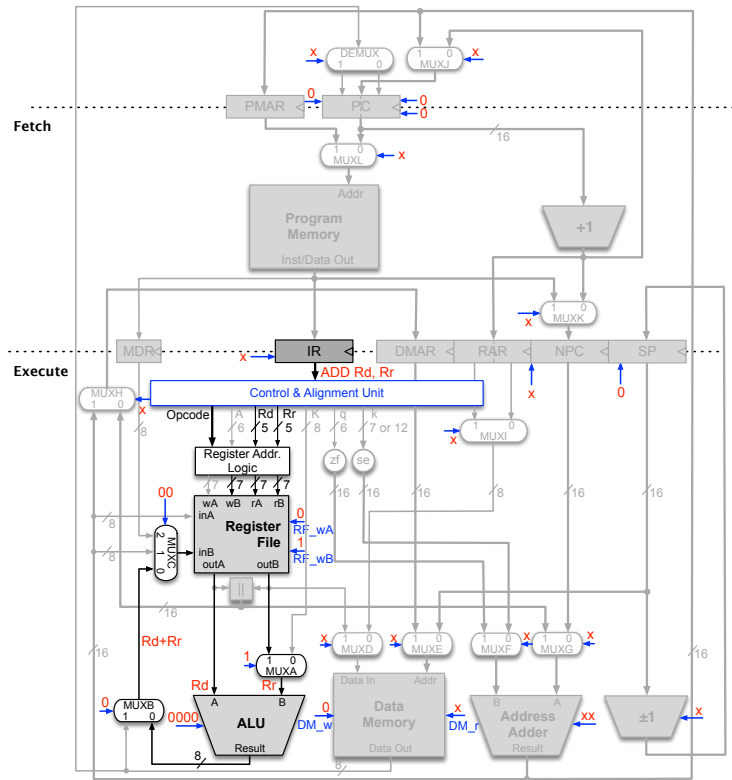 x
DEMUX
1 0
1 0
MUXJ
x
PMAR
0
PC
0
0
Fetch
1 0
MUXL
x
16
Addr
Program
Memory
Inst/Data Out
+1
1 0
MUXK
x
MDR
x
IR
DMAR
RAR
NPC
SP
Execute
ADD Rd, Rr
x
0
MUXH
1 0
x
Control & Alignment Unit
8
Opcode
A
6
Rd
5
Rr
5
K
8
q
6
k
7 or 12
1 0
MUXI
x
Register Addr.
Logic
zf
se
7
7
7
7
16
16
16
8
16
16
00
wA wB rA rB
inA
Register
File
inB
outA outB
0
RF_wA
1
RF_wB
8
8
2 1 0
MUXC
||
16
16
Rd+Rr
1 0
MUXA
1
1 0
MUXD
x
1 0
MUXE
x
1 0
MUXF
x
1 0
MUXG
x
Rd
Rr
0
MUXB
1 0
0000
A B
ALU
Result
8
Data In Addr
Data
Memory
Data Out
0
DM_w
x
DM_r
B A
Address
Adder
Result
xx
±1
x
8